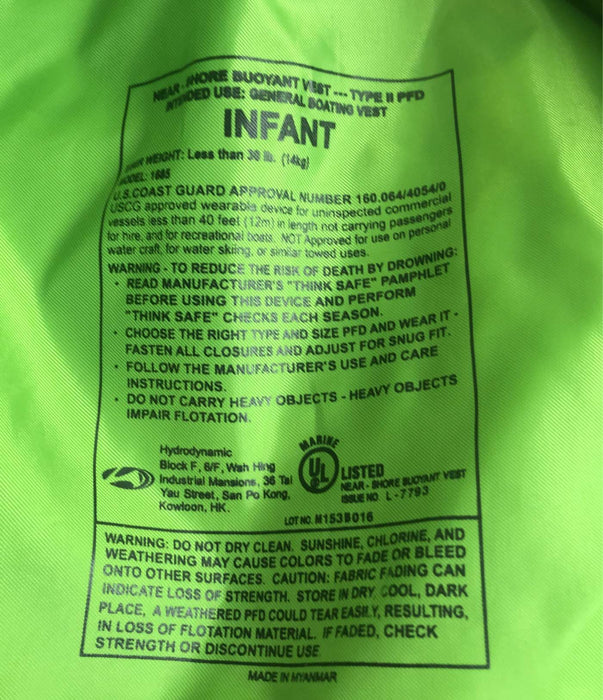 NEAR - SHORE BUOYANT VEST --- TYPE II PFD
INTENDED USE: GENERAL BOATING VEST
INFANT
WEIGHT: Less than 30 lb. (14kg)
MODEL: 1685
U.S.COAST GUARD APPROVAL NUMBER 160.064/4054/0
USCG approved wearable device for uninspected commercial
vessels less than 40 feet (12m) in length not carrying passengers
for hire, and for recreational boats. NOT Approved for use on personal
water craft, for water skiing, or similar towed uses.
WARNING - TO REDUCE THE RISK OF DEATH BY DROWNING:
• READ MANUFACTURER'S "THINK SAFE" PAMPHLET
BEFORE USING THIS DEVICE AND PERFORM
"THINK SAFE" CHECKS EACH SEASON.
• CHOOSE THE RIGHT TYPE AND SIZE PFD AND WEAR IT -
FASTEN ALL CLOSURES AND ADJUST FOR SNUG FIT.
• FOLLOW THE MANUFACTURER'S USE AND CARE
INSTRUCTIONS.
• DO NOT CARRY HEAVY OBJECTS - HEAVY OBJECTS
IMPAIR FLOTATION.
Hydrodynamic
Block F, 6/F, Wah Hing
Industrial Mansions, 36 Tai
Yau Street, San Po Kong,
Kowloon, HK.
MARINE
UL
LISTED
NEAR - SHORE BUOYANT VEST
ISSUE NO. L-7793
LOT NO. M153B016
WARNING: DO NOT DRY CLEAN. SUNSHINE, CHLORINE, AND
WEATHERING MAY CAUSE COLORS TO FADE OR BLEED
ONTO OTHER SURFACES. CAUTION: FABRIC FADING CAN
INDICATE LOSS OF STRENGTH. STORE IN DRY, COOL, DARK
PLACE, A WEATHERED PFD COULD TEAR EASILY, RESULTING,
IN LOSS OF FLOTATION MATERIAL. IF FADED, CHECK
STRENGTH OR DISCONTINUE USE
MADE IN MYANMAR